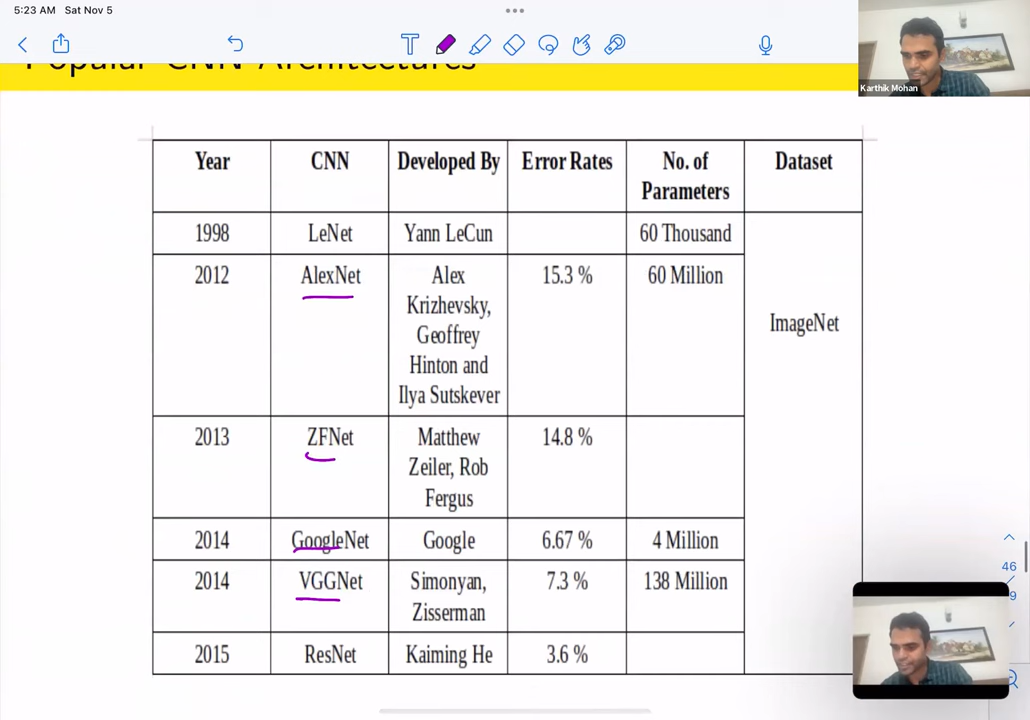 5:23 AM Sat Nov 5
Popular CNN Architectures
Karthik Mohan
Year CNN Developed By Error Rates No. of Parameters Dataset
1998 LeNet Yann LeCun 60 Thousand
2012 AlexNet Alex Krizhevsky, Geoffrey Hinton and Ilya Sutskever 15.3 % 60 Million
ImageNet
2013 ZFNet Matthew Zeiler, Rob Fergus 14.8 %
2014 GoogleNet Google 6.67 % 4 Million
2014 VGGNet Simonyan, Zisserman 7.3 % 138 Million
2015 ResNet Kaiming He 3.6 %
46